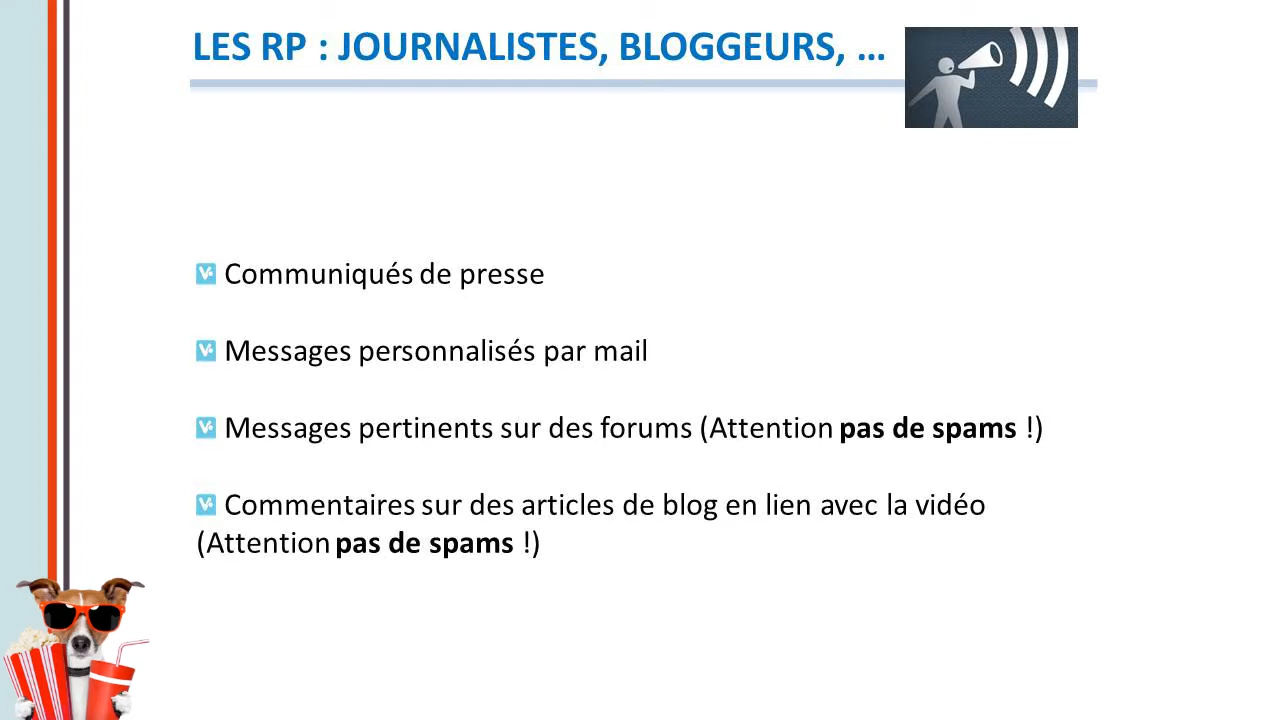 LES RP : JOURNALISTES, BLOGGEURS, …
Communiqués de presse
Messages personnalisés par mail
Messages pertinents sur des forums (Attention pas de spams !)
Commentaires sur des articles de blog en lien avec la vidéo
(Attention pas de spams !)